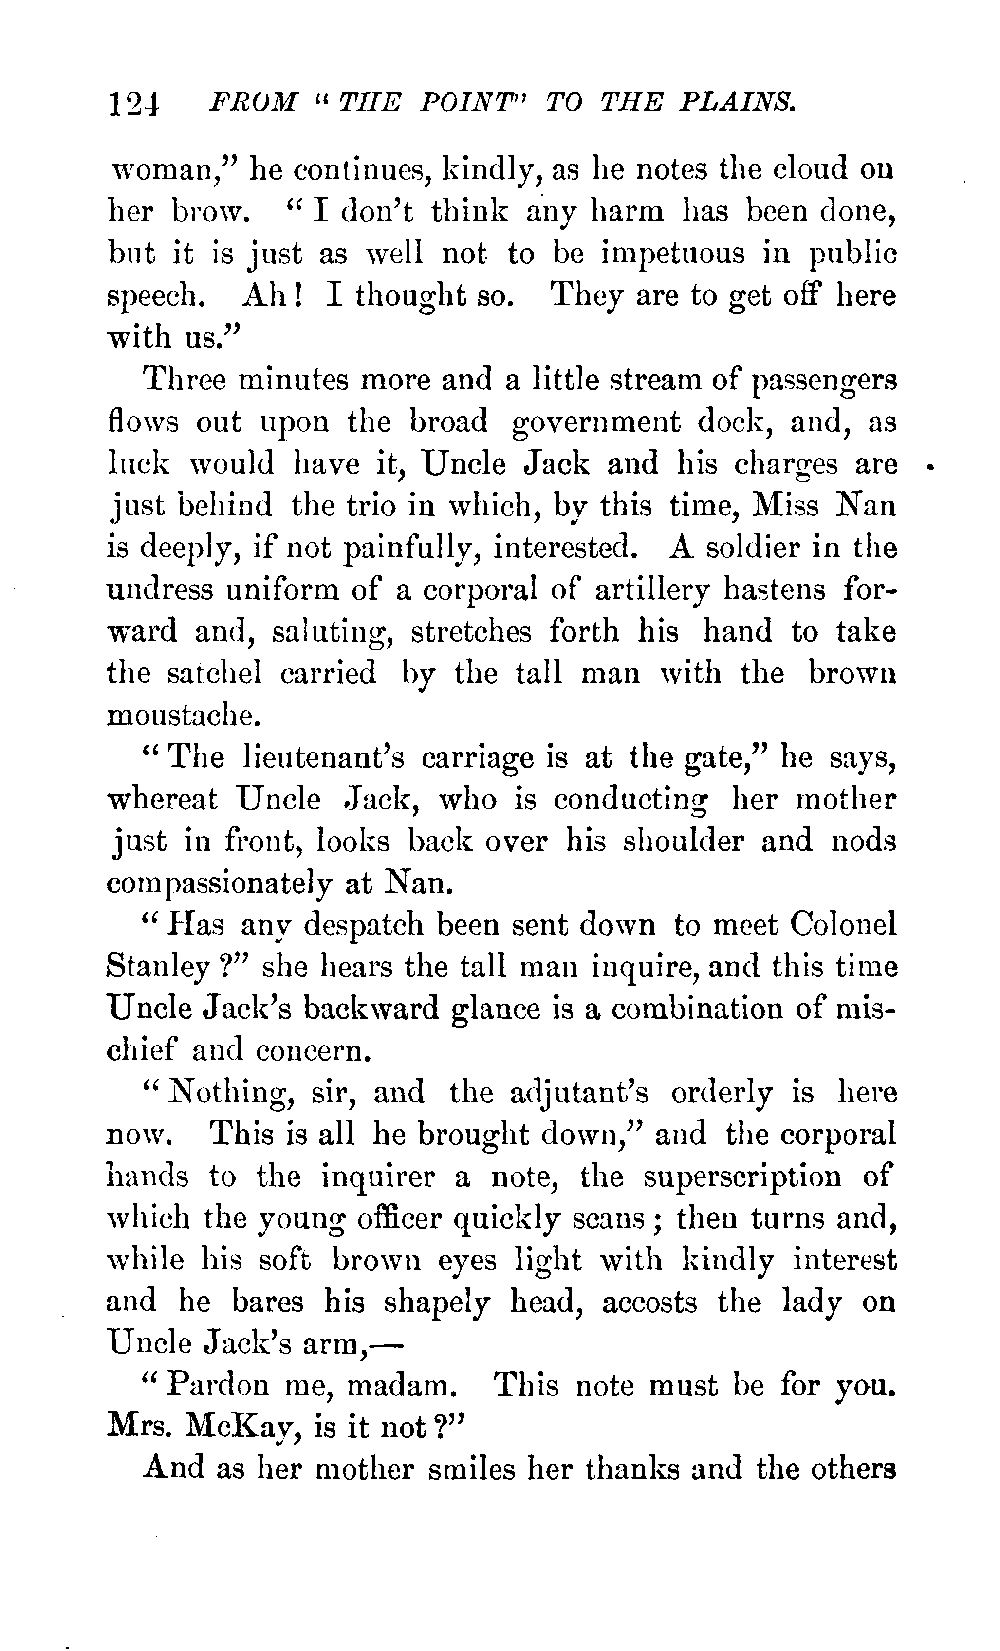 124 FROM "THE POINT" TO THE PLAINS.
woman," he continues, kindly, as he notes the cloud on
her brow. "I don't think any harm has been done,
but it is just as well not to be impetuous in public
speech. Ah! I thought so. They are to get off here
with us."
Three minutes more and a little stream of passengers
flows out upon the broad government dock, and, as
luck would have it, Uncle Jack and his charges are
just behind the trio in which, by this time, Miss Nan
is deeply, if not painfully, interested. A soldier in the
undress uniform of a corporal of artillery hastens for-
ward and, saluting, stretches forth his hand to take
the satchel carried by the tall man with the brown
moustache.
"The lieutenant's carriage is at the gate," he says,
whereat Uncle Jack, who is conducting her mother
just in front, looks back over his shoulder and nods
compassionately at Nan.
"Has any despatch been sent down to meet Colonel
Stanley?" she hears the tall man inquire, and this time
Uncle Jack's backward glance is a combination of mis-
chief and concern.
"Nothing, sir, and the adjutant's orderly is here
now. This is all he brought down," and the corporal
hands to the inquirer a note, the superscription of
which the young officer quickly scans; then turns and,
while his soft brown eyes light with kindly interest
and he bares his shapely head, accosts the lady on
Uncle Jack's arm,—
"Pardon me, madam. This note must be for you.
Mrs. McKay, is it not?"
And as her mother smiles her thanks and the others